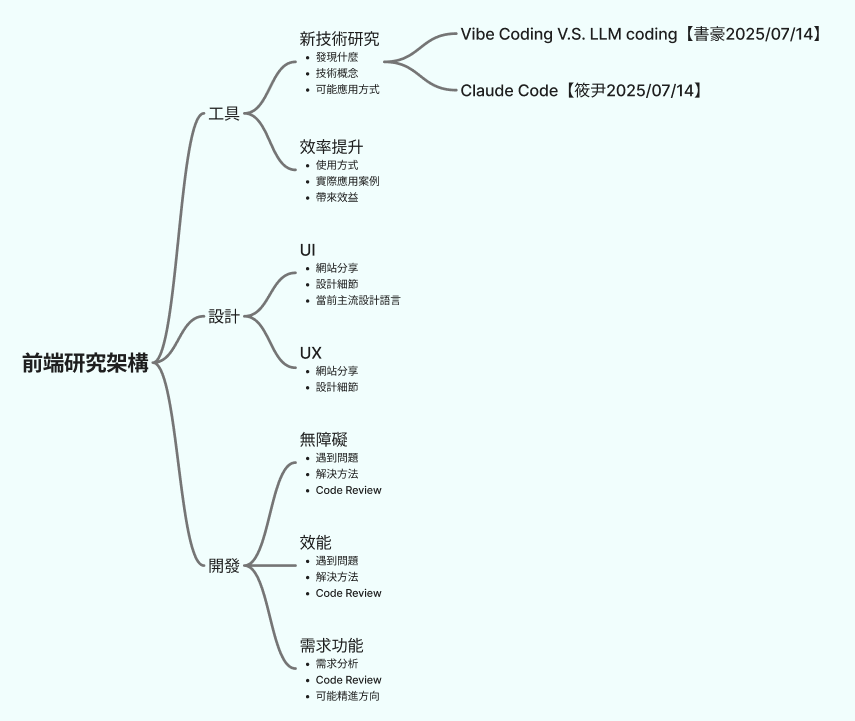 前端研究架構
工具
新技術研究
• 發現什麼
• 技術概念
• 可能應用方式
Vibe Coding V.S. LLM coding【書豪2025/07/14】
Claude Code【筱尹2025/07/14】
效率提升
• 使用方式
• 實際應用案例
• 帶來效益
設計
UI
• 網站分享
• 設計細節
• 當前主流設計語言
UX
• 網站分享
• 設計細節
開發
無障礙
• 遇到問題
• 解決方法
• Code Review
效能
• 遇到問題
• 解決方法
• Code Review
需求功能
• 需求分析
• Code Review
• 可能精進方向